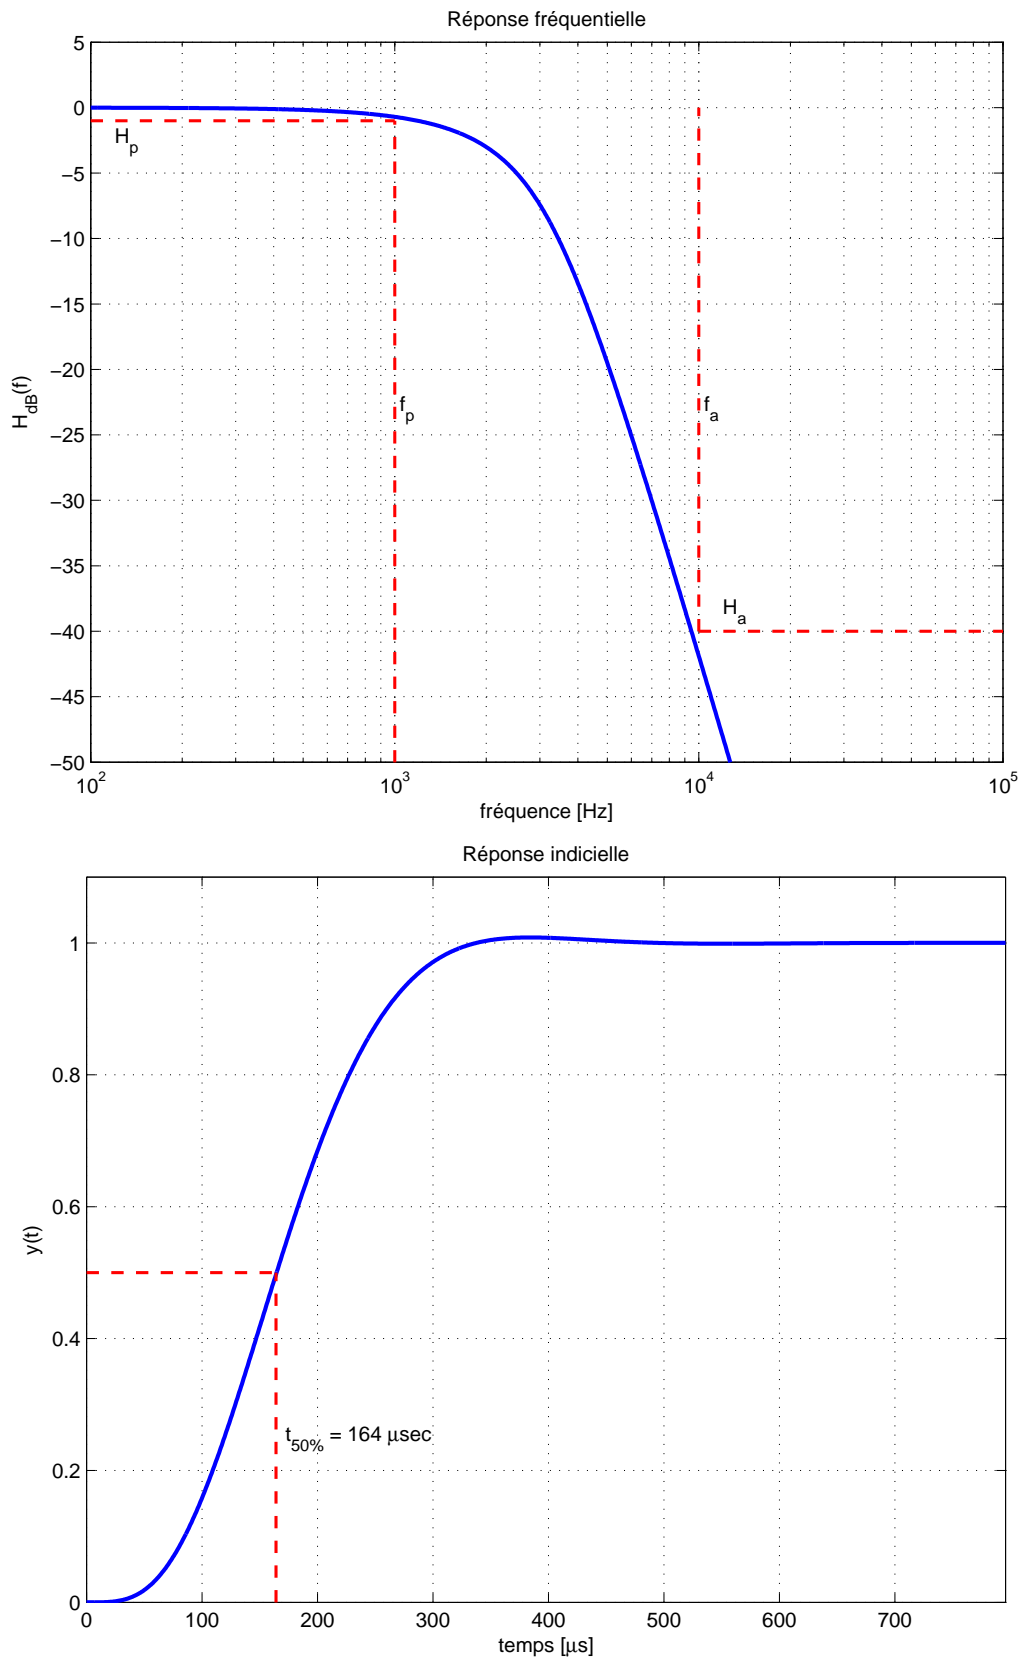 Réponse fréquentielle
5
0
−5
−10
−15
−20
−25
−30
−35
−40
−45
−50
H_dB(f)
H_p
f_p
f_a
H_a
10^2
10^3
10^4
10^5
fréquence [Hz]
Réponse indicielle
1
0.8
0.6
0.4
0.2
0
y(t)
t_50% = 164 μsec
0
100
200
300
400
500
600
700
temps [μs]